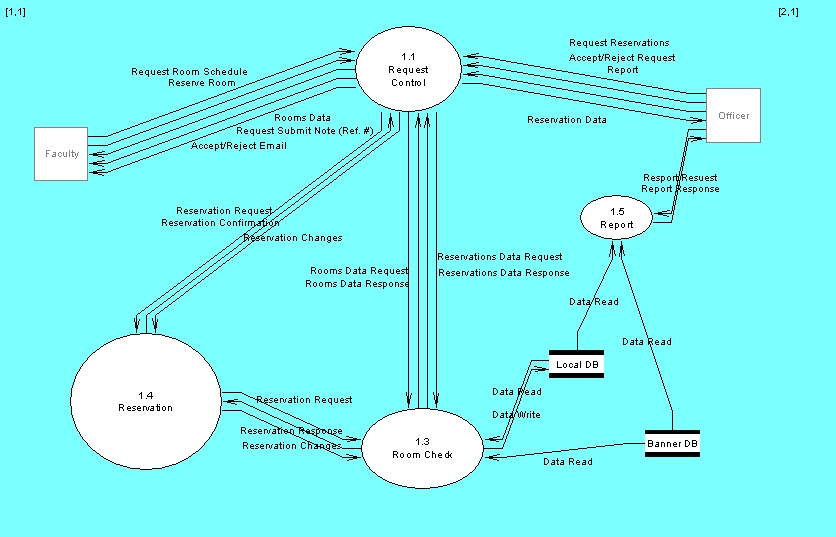 [1,1]
[2,1]
1.1
Request
Control
Request Reservations
Accept/Reject Request
Report
Request Room Schedule
Reserve Room
Officer
Faculty
Rooms Data
Request Submit Note (Ref. #)
Accept/Reject Email
Reservation Data
Resport Resuest
Report Response
1.5
Report
Reservation Request
Reservation Confirmation
Reservation Changes
Rooms Data Request
Rooms Data Response
Reservations Data Request
Reservations Data Response
Data Read
Data Read
Local DB
1.4
Reservation
Reservation Request
Reservation Response
Reservation Changes
Data Read
Data Write
1.3
Room Check
Banner DB
Data Read